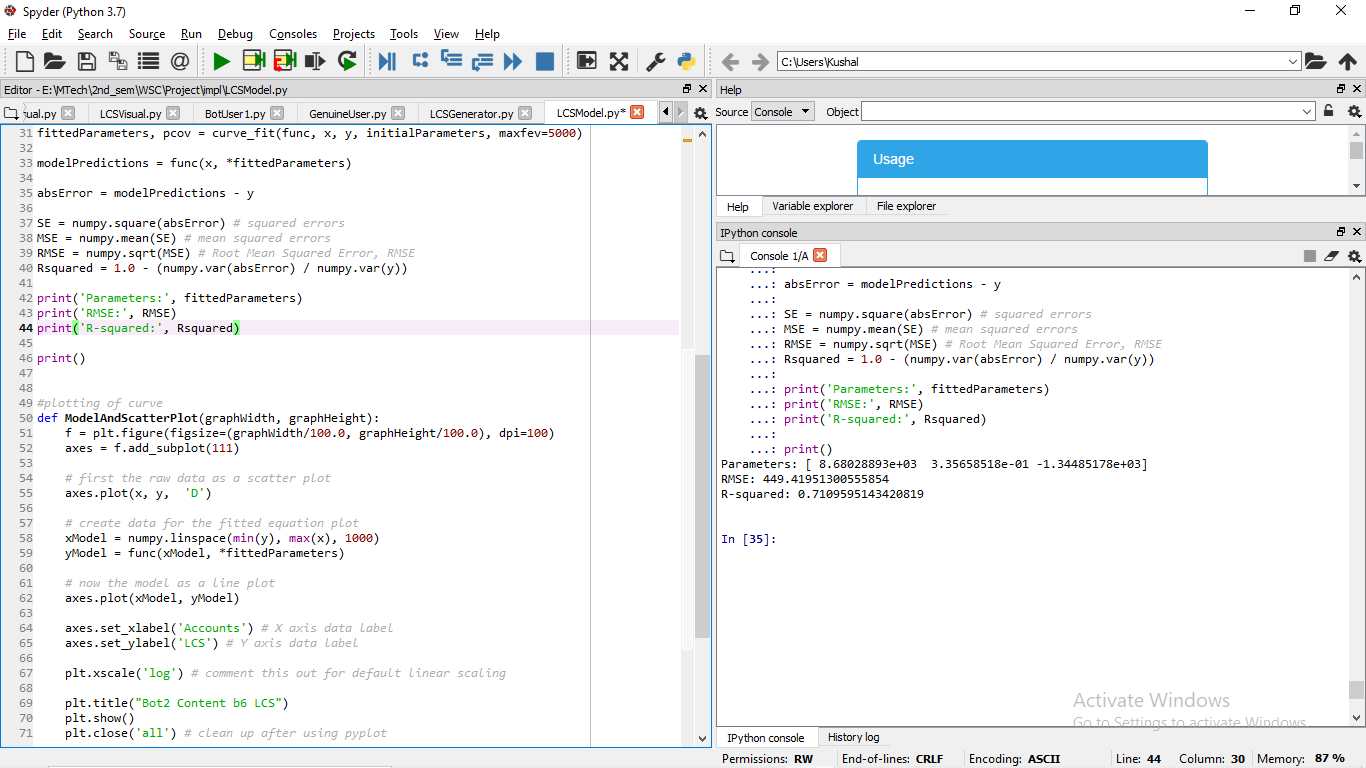 Spyder (Python 3.7)
File Edit Search Source Run Debug Consoles Projects Tools View Help
C:\Users\Kushal
Editor - E:\MTech\2nd_sem\WSC\Project\impl\LCSModel.py
ual.py LCSVisual.py BotUser1.py GenuineUser.py LCSGenerator.py LCSModel.py*
31 fittedParameters, pcov = curve_fit(func, x, y, initialParameters, maxfev=5000)
32
33 modelPredictions = func(x, *fittedParameters)
34
35 absError = modelPredictions - y
36
37 SE = numpy.square(absError) # squared errors
38 MSE = numpy.mean(SE) # mean squared errors
39 RMSE = numpy.sqrt(MSE) # Root Mean Squared Error, RMSE
40 Rsquared = 1.0 - (numpy.var(absError) / numpy.var(y))
41
42 print('Parameters:', fittedParameters)
43 print('RMSE:', RMSE)
44 print('R-squared:', Rsquared)
45
46 print()
47
48
49 #plotting of curve
50 def ModelAndScatterPlot(graphWidth, graphHeight):
51     f = plt.figure(figsize=(graphWidth/100.0, graphHeight/100.0), dpi=100)
52     axes = f.add_subplot(111)
53
54     # first the raw data as a scatter plot
55     axes.plot(x, y,  'D')
56
57     # create data for the fitted equation plot
58     xModel = numpy.linspace(min(y), max(x), 1000)
59     yModel = func(xModel, *fittedParameters)
60
61     # now the model as a line plot
62     axes.plot(xModel, yModel)
63
64     axes.set_xlabel('Accounts') # X axis data label
65     axes.set_ylabel('LCS') # Y axis data label
66
67     plt.xscale('log') # comment this out for default linear scaling
68
69     plt.title("Bot2 Content b6 LCS")
70     plt.show()
71     plt.close('all') # clean up after using pyplot
Help
Source Console Object
Usage
Help Variable explorer File explorer
IPython console
Console 1/A
...:
...: absError = modelPredictions - y
...:
...: SE = numpy.square(absError) # squared errors
...: MSE = numpy.mean(SE) # mean squared errors
...: RMSE = numpy.sqrt(MSE) # Root Mean Squared Error, RMSE
...: Rsquared = 1.0 - (numpy.var(absError) / numpy.var(y))
...:
...: print('Parameters:', fittedParameters)
...: print('RMSE:', RMSE)
...: print('R-squared:', Rsquared)
...:
...: print()
Parameters: [ 8.68028893e+03  3.35658518e-01 -1.34485178e+03]
RMSE: 449.41951300555854
R-squared: 0.7109595143420819
In [35]:
Activate Windows
Go to Settings to activate Windows.
IPython console History log
Permissions: RW End-of-lines: CRLF Encoding: ASCII Line: 44 Column: 30 Memory: 87 %